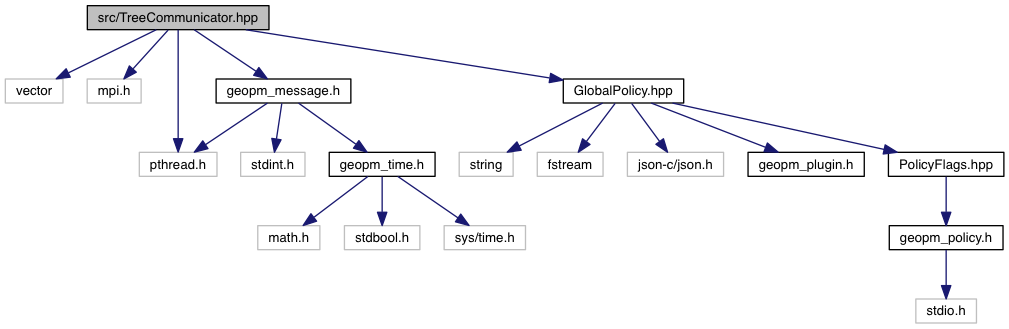 src/TreeCommunicator.hpp
vector
mpi.h
geopm_message.h
GlobalPolicy.hpp
pthread.h
stdint.h
geopm_time.h
string
fstream
json-c/json.h
geopm_plugin.h
PolicyFlags.hpp
math.h
stdbool.h
sys/time.h
geopm_policy.h
stdio.h